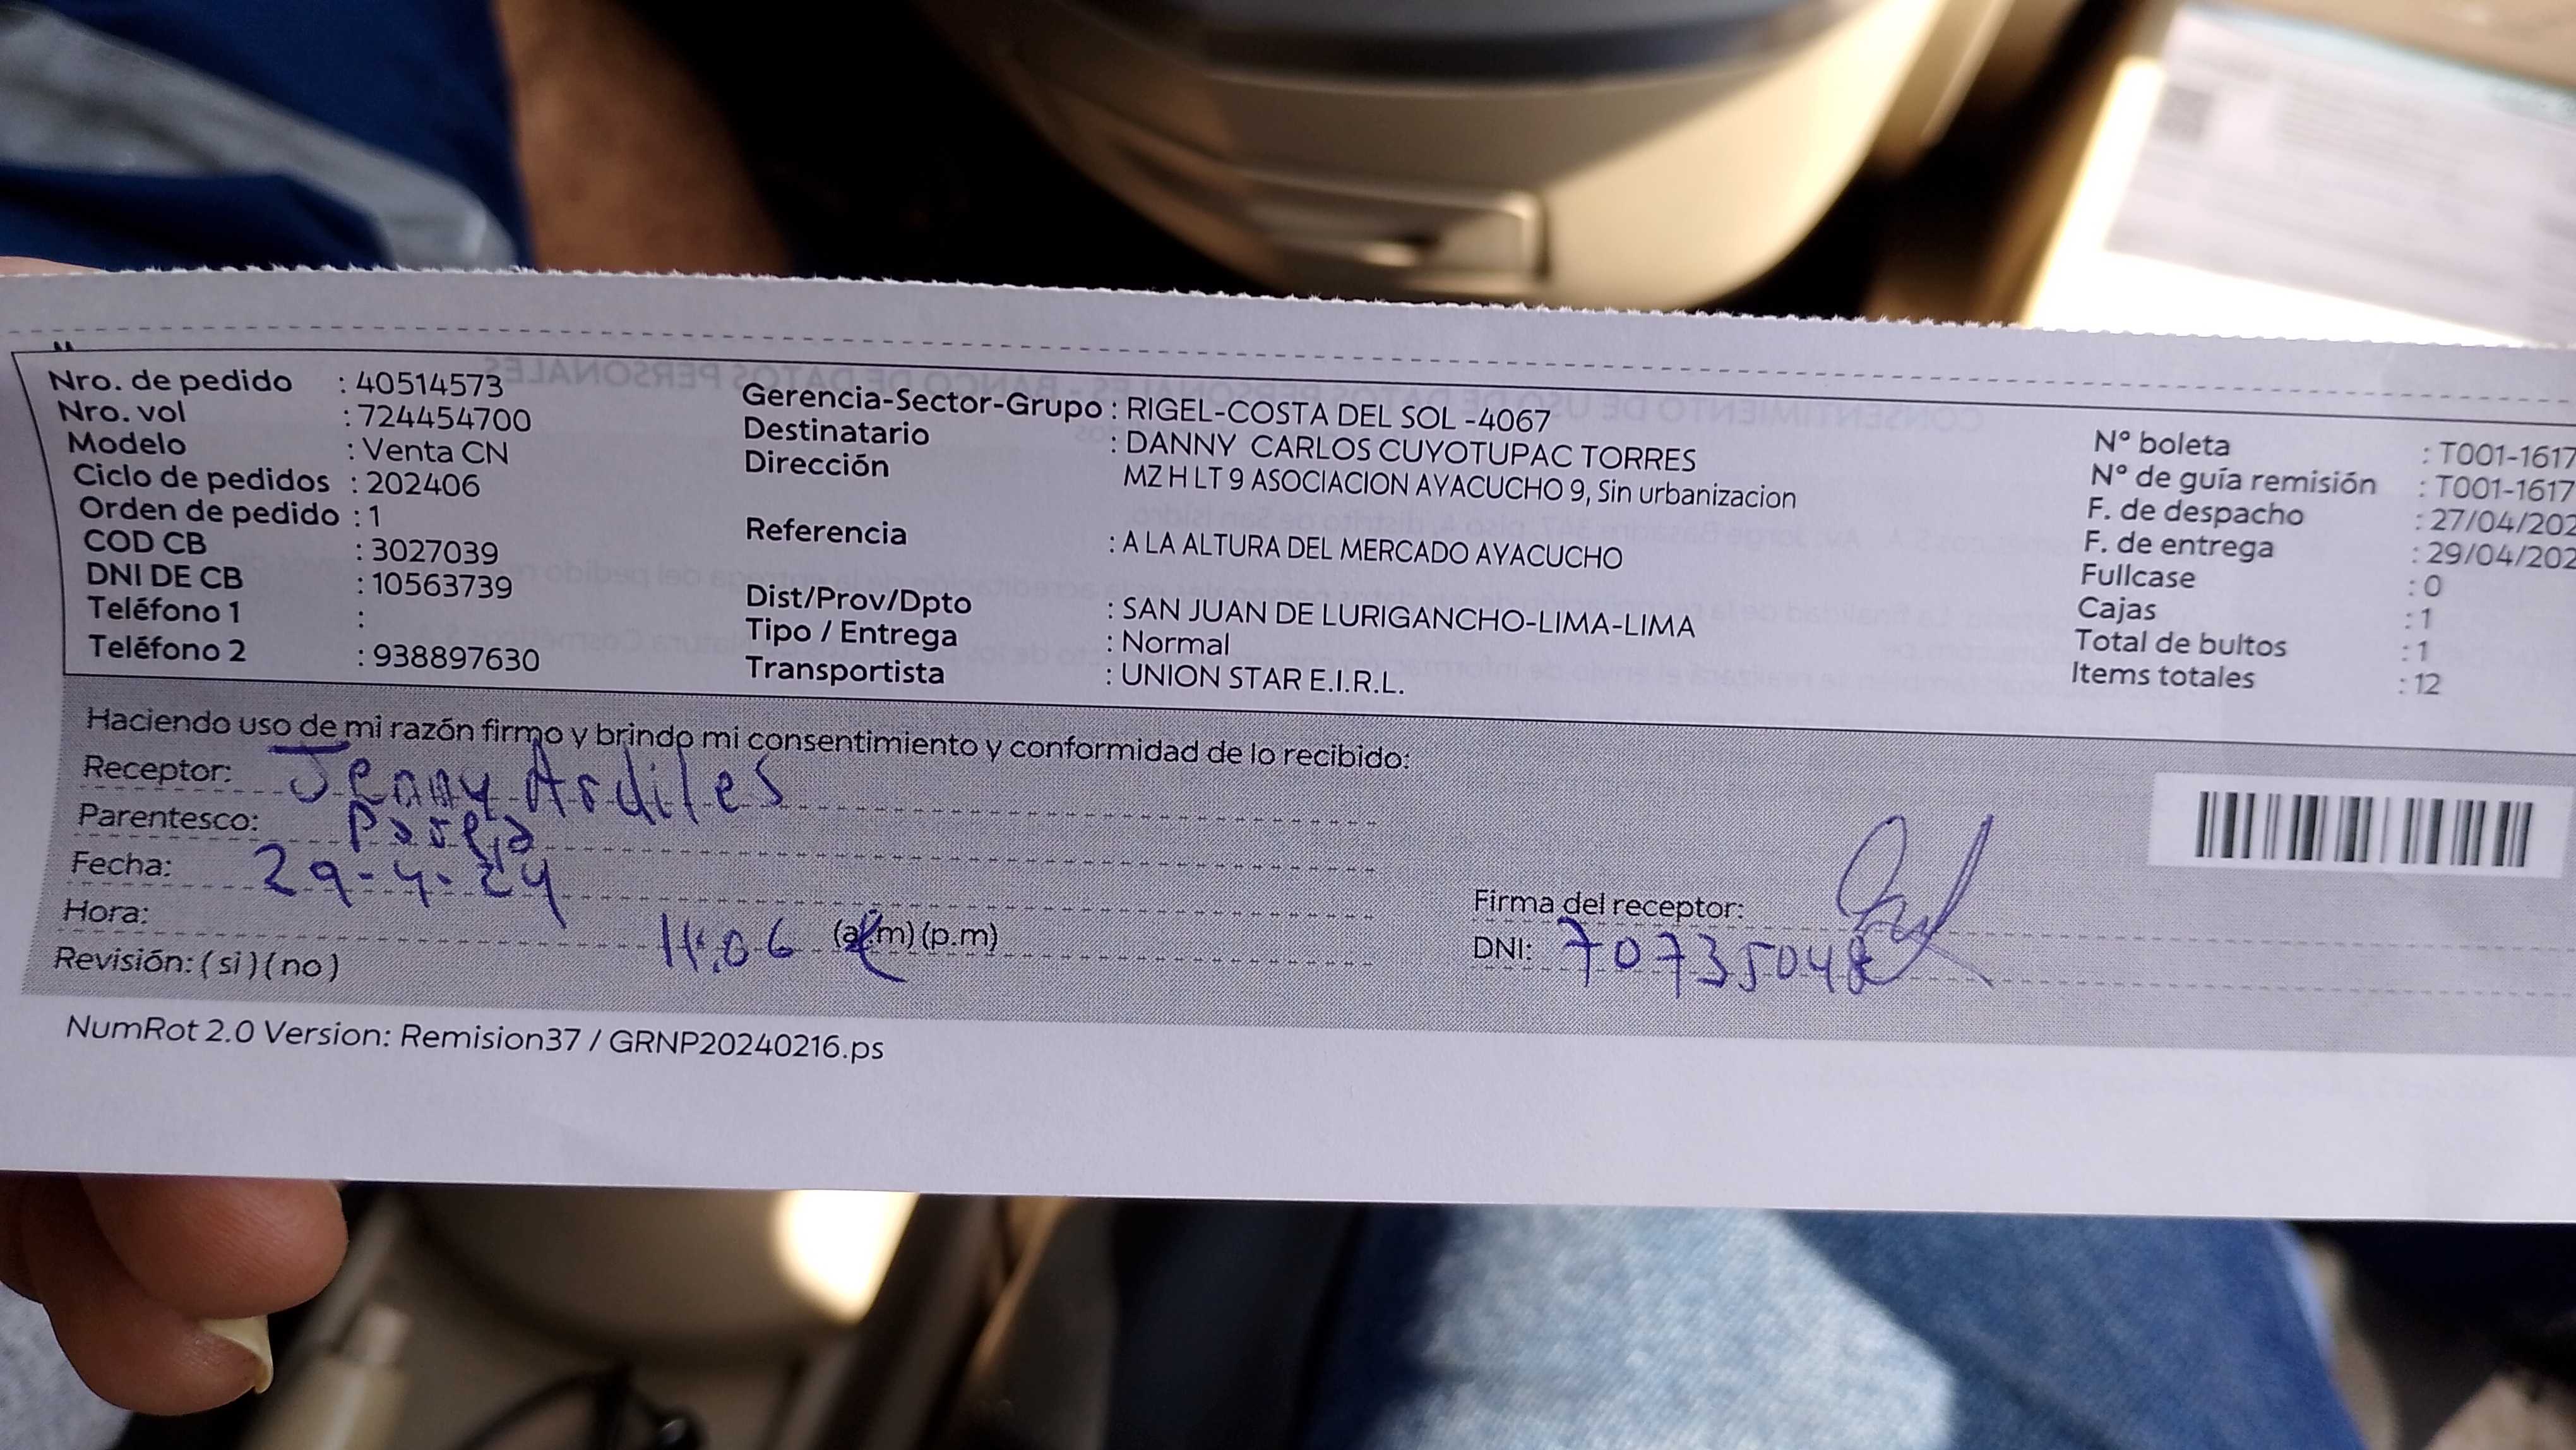 Nro. de pedido : 40514573
Nro. vol : 724454700
Modelo : Venta CN
Ciclo de pedidos : 202406
Orden de pedido : 1
COD CB : 3027039
DNI DE CB : 10563739
Teléfono 1 :
Teléfono 2 : 938897630
Gerencia-Sector-Grupo : RIGEL-COSTA DEL SOL -4067
Destinatario : DANNY CARLOS CUYOTUPAC TORRES
Dirección MZ H LT 9 ASOCIACION AYACUCHO 9, Sin urbanizacion
Referencia : A LA ALTURA DEL MERCADO AYACUCHO
Dist/Prov/Dpto : SAN JUAN DE LURIGANCHO-LIMA-LIMA
Tipo / Entrega : Normal
Transportista : UNION STAR E.I.R.L.
N° boleta : T001-1617
N° de guía remisión : T001-1617
F. de despacho : 27/04/202
F. de entrega : 29/04/202
Fullcase : 0
Cajas : 1
Total de bultos : 1
Items totales : 12
Haciendo uso de mi razón firmo y brindo mi consentimiento y conformidad de lo recibido:
Receptor: Jenny Ardiles
Parentesco: Pareja
Fecha: 29-4-24
Hora: 11:06 (a.m) (p.m)
Revisión: ( si ) ( no )
Firma del receptor:
DNI: 70735048
NumRot 2.0 Version: Remision37 / GRNP20240216.ps